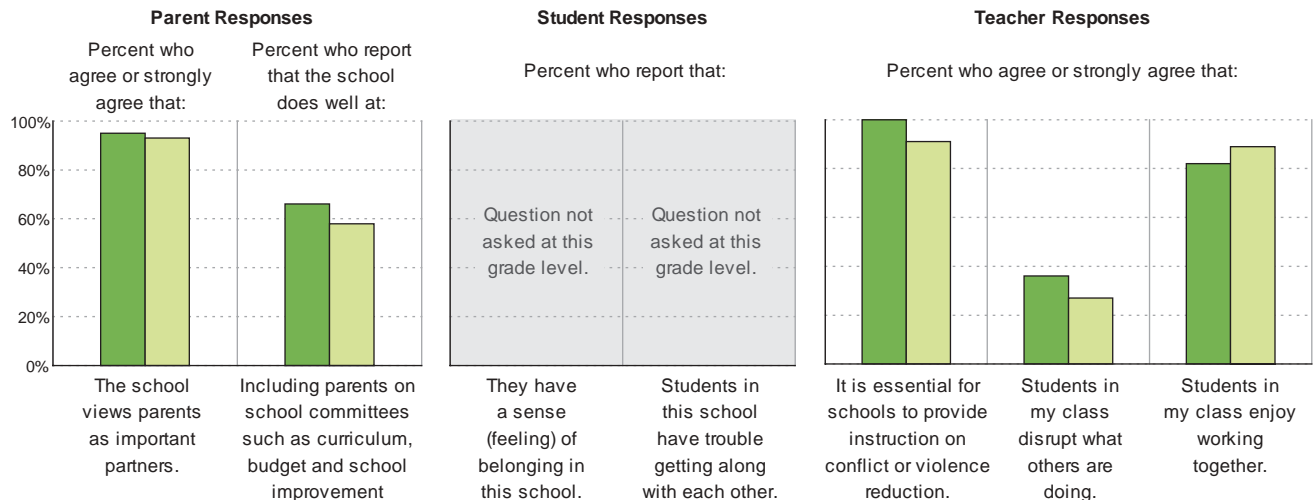 Parent Responses
Percent who
agree or strongly
agree that:
Percent who report
that the school
does well at:
100%
80%
60%
40%
20%
0%
The school
views parents
as important
partners.
Including parents on
school committees
such as curriculum,
budget and school
improvement
Student Responses
Percent who report that:
Question not
asked at this
grade level.
Question not
asked at this
grade level.
They have
a sense
(feeling) of
belonging in
this school.
Students in
this school
have trouble
getting along
with each other.
Teacher Responses
Percent who agree or strongly agree that:
It is essential for
schools to provide
instruction on
conflict or violence
reduction.
Students in
my class
disrupt what
others are
doing.
Students in
my class enjoy
working
together.